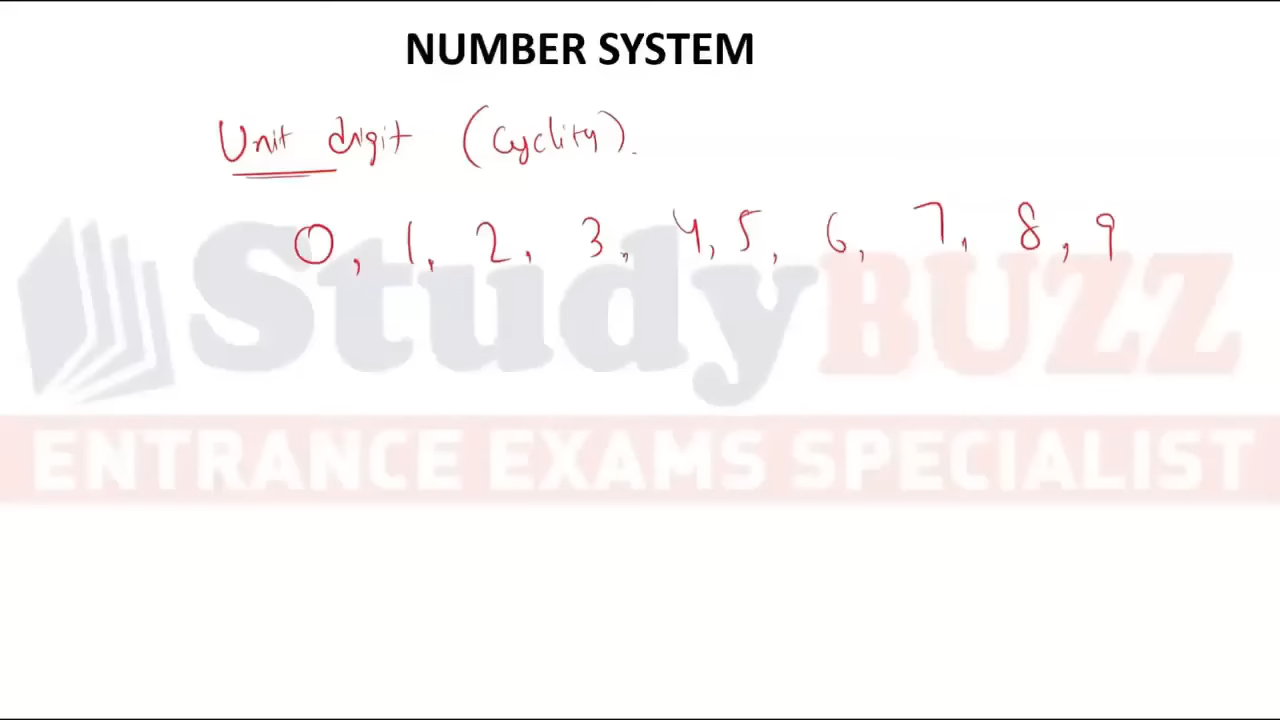 NUMBER SYSTEM
Unit digit (Cyclity).
0, 1, 2, 3, 4, 5, 6, 7, 8, 9
StudyBUZZ
ENTRANCE EXAMS SPECIALIST